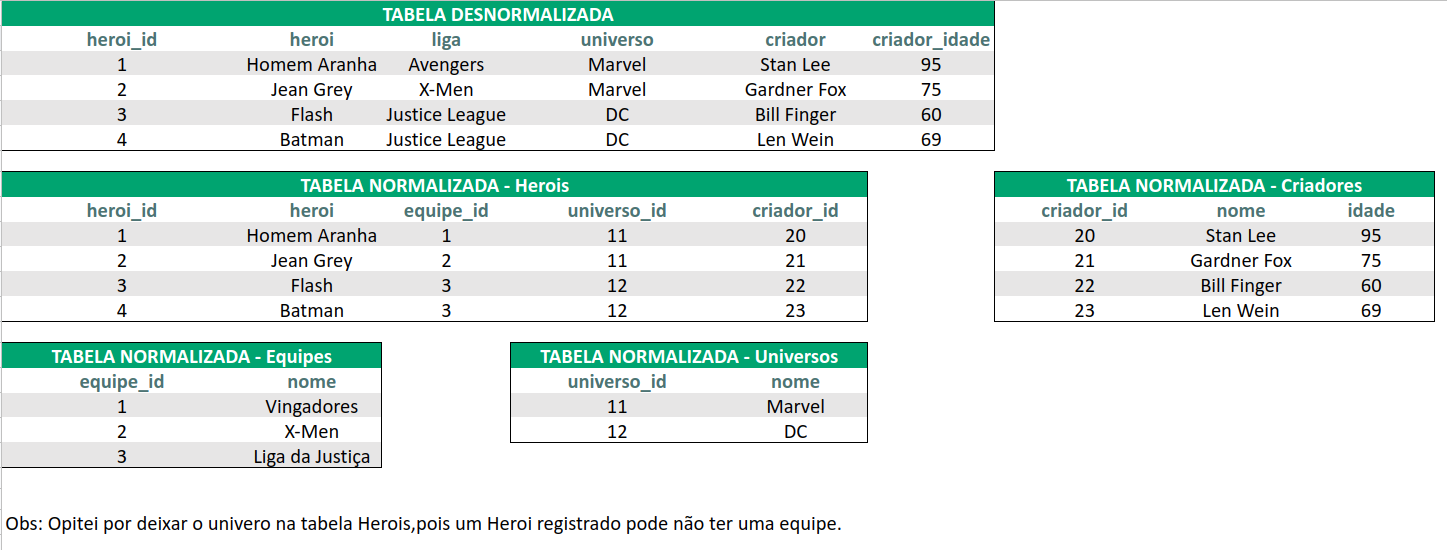 TABELA DESNORMALIZADA
heroi_id heroi liga universo criador criador_idade
1 Homem Aranha Avengers Marvel Stan Lee 95
2 Jean Grey X-Men Marvel Gardner Fox 75
3 Flash Justice League DC Bill Finger 60
4 Batman Justice League DC Len Wein 69
TABELA NORMALIZADA - Herois
heroi_id heroi equipe_id universo_id criador_id
1 Homem Aranha 1 11 20
2 Jean Grey 2 11 21
3 Flash 3 12 22
4 Batman 3 12 23
TABELA NORMALIZADA - Criadores
criador_id nome idade
20 Stan Lee 95
21 Gardner Fox 75
22 Bill Finger 60
23 Len Wein 69
TABELA NORMALIZADA - Equipes
equipe_id nome
1 Vingadores
2 X-Men
3 Liga da Justiça
TABELA NORMALIZADA - Universos
universo_id nome
11 Marvel
12 DC
Obs: Opitei por deixar o univero na tabela Herois,pois um Heroi registrado pode não ter uma equipe.